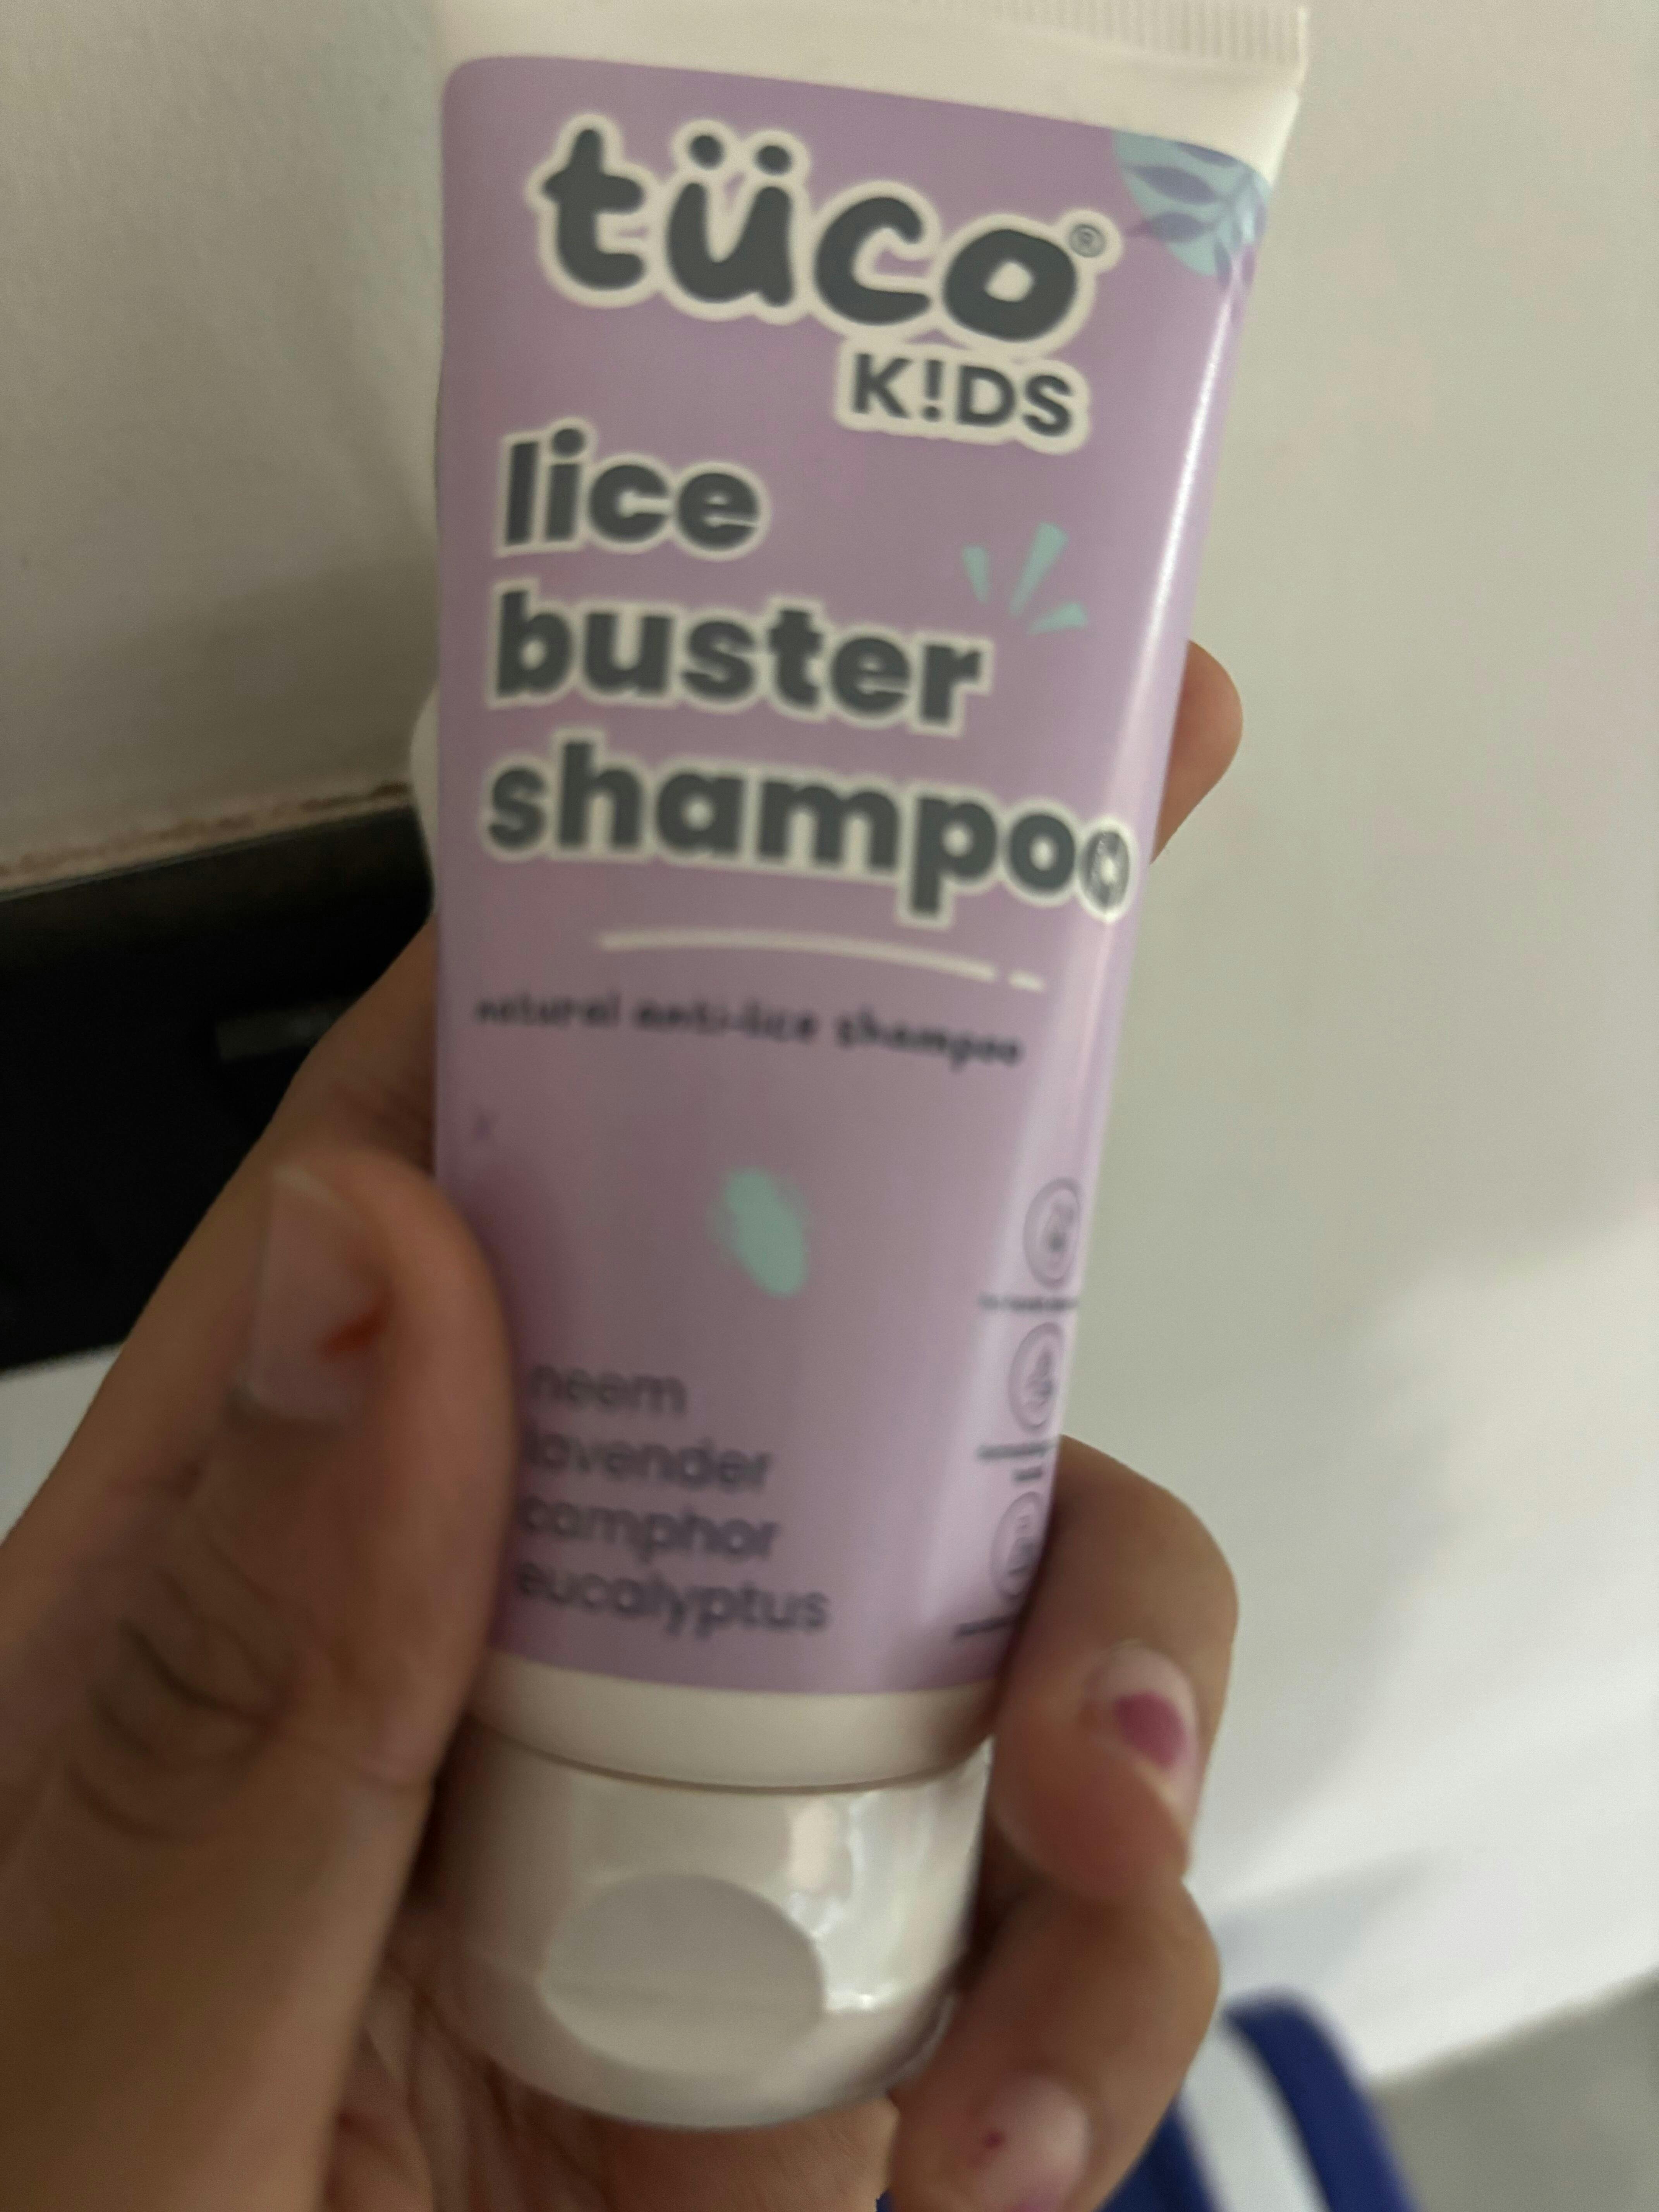 tüco®
K!DS
lice
buster
shampoo
natural anti-lice shampoo
neem
lavender
camphor
eucalyptus